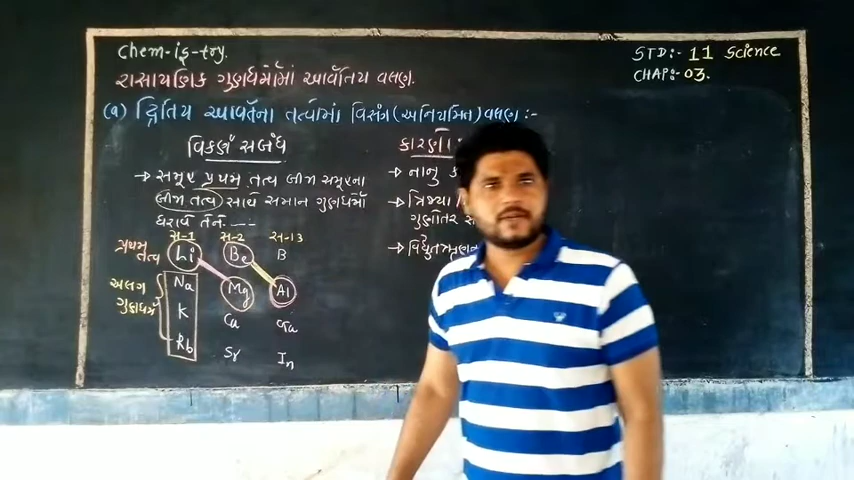 Chem-is-try.
STD:- 11 Science
CHAP:- 03.
રાસાયણિક ગુણધર્મોમાં આવર્તિય વલણ.
(a) દ્વિતિય આવર્તના તત્વોમાં વિસંગ (અનિયમિત) વલણ :-
વિકર્ણ સબંધ
→ સમૂહ પ્રથમ તત્વ બીજા સમૂહના
બીજા તત્વ સાથે સમાન ગુણધર્મો
ધરાવે તેને ----
સ-1 સ-2 સ-13
પ્રથમ તત્વ Li Be B
અલગ ગુણધર્મ Na Mg Al
K Ca Ga
Rb Sr In
કારણો
→ નાનુ
→ ત્રિજ્યા
ગુણોતર
→ વિદ્યુતઋણતા